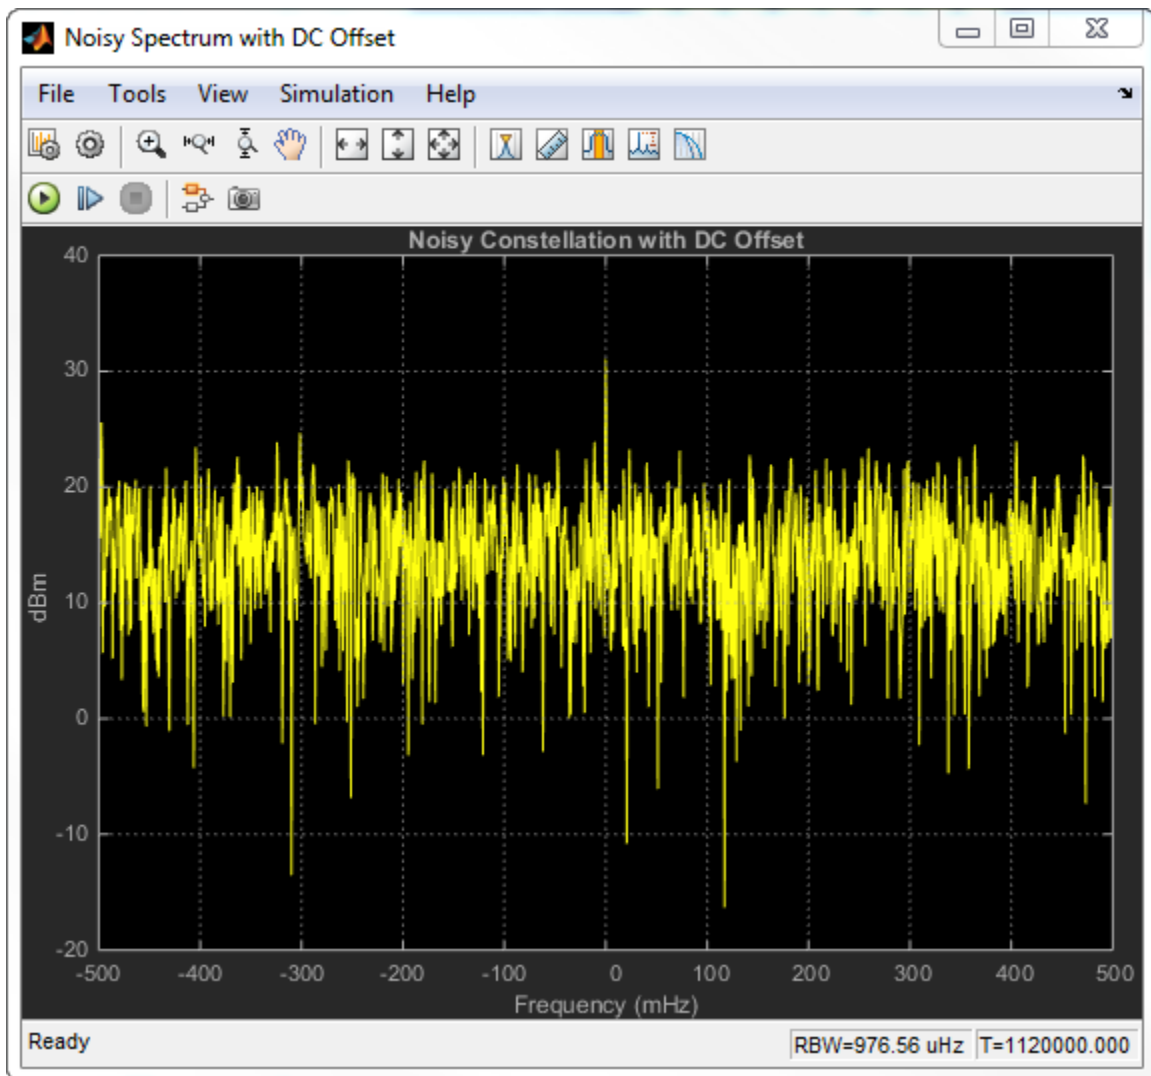 Noisy Spectrum with DC Offset
File Tools View Simulation Help
Noisy Constellation with DC Offset
40
30
20
10
0
-10
-20
dBm
-500 -400 -300 -200 -100 0 100 200 300 400 500
Frequency (mHz)
Ready RBW=976.56 uHz T=1120000.000